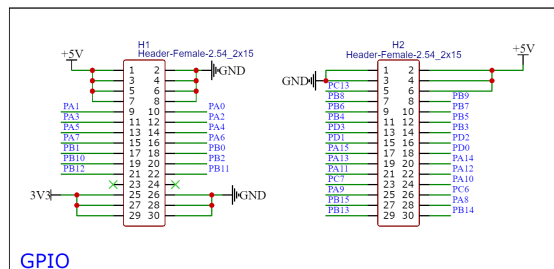 H1
Header-Female-2.54_2x15
+5V
1 2 GND
3 4
5 6
7 8
PA1 9 10 PA0
PA3 11 12 PA2
PA5 13 14 PA4
PA7 15 16 PA6
PB1 17 18 PB0
PB10 19 20 PB2
PB12 21 22 PB11
23 24
3V3 25 26 GND
27 28
29 30
H2
Header-Female-2.54_2x15
+5V
1 2
GND 3 4
PC13 5 6
PB8 7 8 PB9
PB6 9 10 PB7
PB4 11 12 PB5
PD3 13 14 PB3
PD1 15 16 PD2
PA15 17 18 PD0
PA13 19 20 PA14
PA11 21 22 PA12
PC7 23 24 PA10
PA9 25 26 PC6
PB15 27 28 PA8
PB13 29 30 PB14
GPIO